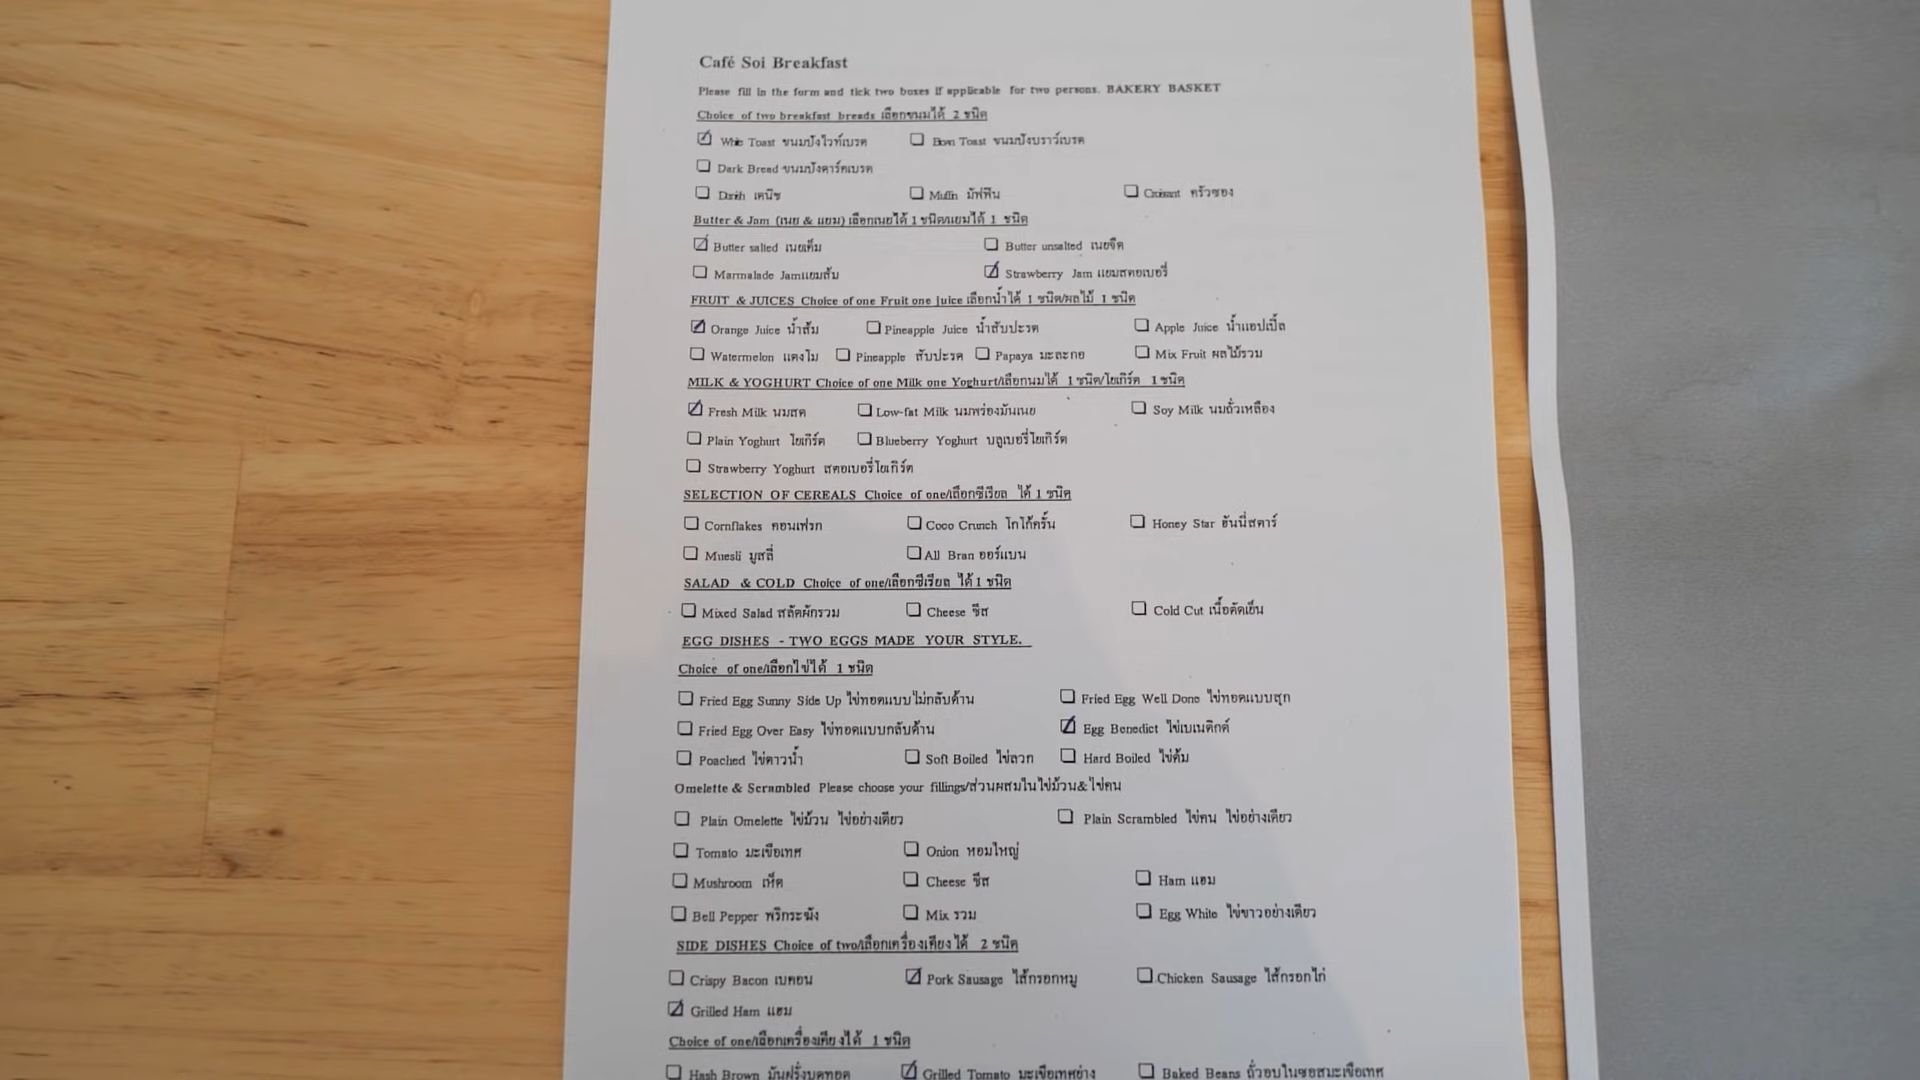 Café Soi Breakfast
Please fill in the form and tick two boxes if applicable for two persons. BAKERY BASKET
Choice of two breakfast breads เลือกขนมได้ 2 ชนิด
White Toast ขนมปังไวท์เบรด Brown Toast ขนมปังบราว์เบรด
Dark Bread ขนมปังดาร์คเบรด
Danish เดนิช Muffin มัฟฟิน Croissant ครัวซอง
Butter & Jam (เนย & แยม) เลือกเนยได้ 1 ชนิด/แยมได้ 1 ชนิด
Butter salted เนยเค็ม Butter unsalted เนยจืด
Marmalade Jam แยมส้ม Strawberry Jam แยมสตอเบอรี่
FRUIT & JUICES Choice of one Fruit one Juice เลือกน้ำได้ 1 ชนิด/ผลไม้ 1 ชนิด
Orange Juice น้ำส้ม Pineapple Juice น้ำสับปะรด Apple Juice น้ำแอปเปิ้ล
Watermelon แตงโม Pineapple สับปะรด Papaya มะละกอ Mix Fruit ผลไม้รวม
MILK & YOGHURT Choice of one Milk one Yoghurt/เลือกนมได้ 1 ชนิด/โยเกิร์ต 1 ชนิด
Fresh Milk นมสด Low-fat Milk นมพร่องมันเนย Soy Milk นมถั่วเหลือง
Plain Yoghurt โยเกิร์ต Blueberry Yoghurt บลูเบอรี่โยเกิร์ต
Strawberry Yoghurt สตอเบอรี่โยเกิร์ต
SELECTION OF CEREALS Choice of one/เลือกซีเรียล ได้ 1 ชนิด
Cornflakes คอนเฟรก Coco Crunch โกโก้ครั้น Honey Star ฮันนี่สตาร์
Muesli มูสลี่ All Bran ออร์แบน
SALAD & COLD Choice of one/เลือกซีเรียล ได้ 1 ชนิด
Mixed Salad สลัดผักรวม Cheese ชีส Cold Cut เนื้อตัดเย็น
EGG DISHES - TWO EGGS MADE YOUR STYLE.
Choice of one/เลือกไข่ได้ 1 ชนิด
Fried Egg Sunny Side Up ไข่ทอดแบบไม่กลับด้าน Fried Egg Well Done ไข่ทอดแบบสุก
Fried Egg Over Easy ไข่ทอดแบบกลับด้าน Egg Benedict ไข่เบเนดิกต์
Poached ไข่ดาวน้ำ Soft Boiled ไข่ลวก Hard Boiled ไข่ต้ม
Omelette & Scrambled Please choose your fillings/ส่วนผสมในไข่ม้วน&ไข่คน
Plain Omelette ไข่ม้วน ไข่อย่างเดียว Plain Scrambled ไข่คน ไข่อย่างเดียว
Tomato มะเขือเทศ Onion หอมใหญ่
Mushroom เห็ด Cheese ชีส Ham แฮม
Bell Pepper พริกระฆัง Mix รวม Egg White ไข่ขาวอย่างเดียว
SIDE DISHES Choice of two/เลือกเครื่องเคียงได้ 2 ชนิด
Crispy Bacon เบคอน Pork Sausage ไส้กรอกหมู Chicken Sausage ไส้กรอกไก่
Grilled Ham แฮม
Choice of one/เลือกเครื่องเคียงได้ 1 ชนิด
Hash Brown มันฝรั่งบดทอด Grilled Tomato มะเขือเทศย่าง Baked Beans ถั่วอบในซอสมะเขือเทศ